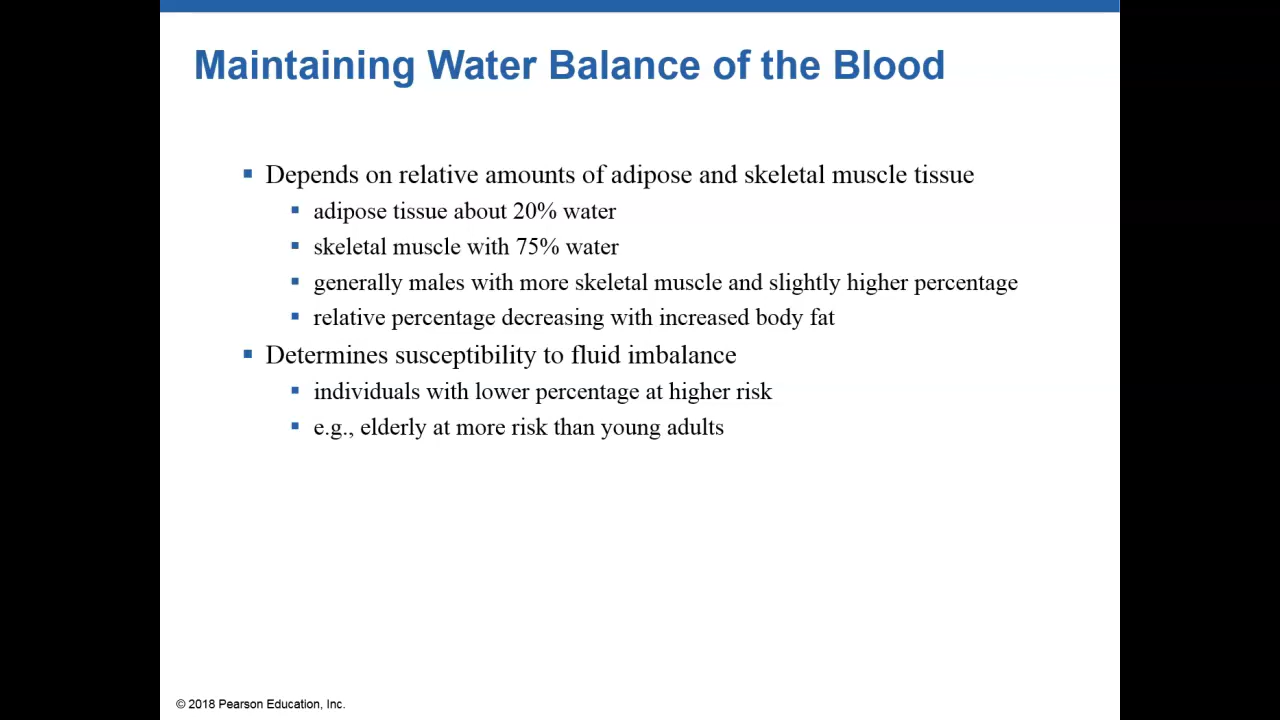 Maintaining Water Balance of the Blood
Depends on relative amounts of adipose and skeletal muscle tissue
adipose tissue about 20% water
skeletal muscle with 75% water
generally males with more skeletal muscle and slightly higher percentage
relative percentage decreasing with increased body fat
Determines susceptibility to fluid imbalance
individuals with lower percentage at higher risk
e.g., elderly at more risk than young adults
© 2018 Pearson Education, Inc.